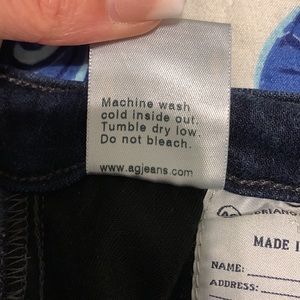 Machine wash
cold inside out.
Tumble dry low.
Do not bleach.
www.agjeans.com
MADE
NAME:
ADDRESS: